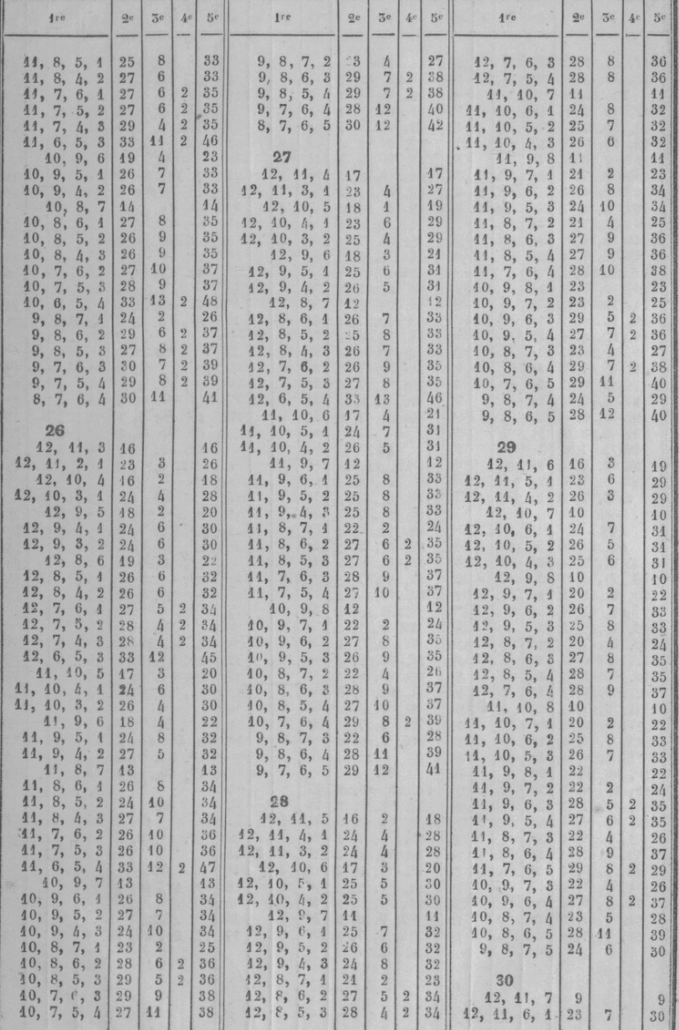 1re 2e 3e 4e 5e
11, 8, 5, 1 25 8 33
11, 8, 4, 2 27 6 33
11, 7, 6, 1 27 6 2 35
11, 7, 5, 2 27 6 2 35
11, 7, 4, 3 29 4 2 35
11, 6, 5, 3 33 11 2 46
10, 9, 6 19 4 23
10, 9, 5, 1 26 7 33
10, 9, 4, 2 26 7 33
10, 8, 7 14 14
10, 8, 6, 1 27 8 35
10, 8, 5, 2 26 9 35
10, 8, 4, 3 26 9 35
10, 7, 6, 2 27 10 37
10, 7, 5, 3 28 9 37
10, 6, 5, 4 33 13 2 48
9, 8, 7, 1 24 2 26
9, 8, 6, 2 29 6 2 37
9, 8, 5, 3 27 8 2 37
9, 7, 6, 3 30 7 2 39
9, 7, 5, 4 29 8 2 39
8, 7, 6, 4 30 11 41
26
12, 11, 3 16 16
12, 11, 2, 1 23 3 26
12, 10, 4 16 2 18
12, 10, 3, 1 24 4 28
12, 9, 5 18 2 20
12, 9, 4, 1 24 6 30
12, 9, 3, 2 24 6 30
12, 8, 6 19 3 22
12, 8, 5, 1 26 6 32
12, 8, 4, 2 26 6 32
12, 7, 6, 1 27 5 2 34
12, 7, 5, 2 28 4 2 34
12, 7, 4, 3 28 4 2 34
12, 6, 5, 3 33 12 45
11, 10, 5 17 3 20
11, 10, 4, 1 24 6 30
11, 10, 3, 2 26 4 30
11, 9, 6 18 4 22
11, 9, 5, 1 24 8 32
11, 9, 4, 2 27 5 32
11, 8, 7 13 13
11, 8, 6, 1 26 8 34
11, 8, 5, 2 24 10 34
11, 8, 4, 3 27 7 34
11, 7, 6, 2 26 10 36
11, 7, 5, 3 26 10 36
11, 6, 5, 4 33 12 2 47
10, 9, 7 13 13
10, 9, 6, 1 26 8 34
10, 9, 5, 2 27 7 34
10, 9, 4, 3 24 10 34
10, 8, 7, 1 23 2 25
10, 8, 6, 2 28 6 2 36
10, 8, 5, 3 29 5 2 36
10, 7, 6, 3 29 9 38
10, 7, 5, 4 27 11 38
1re 2e 3e 4e 5e
9, 8, 7, 2 3 4 27
9, 8, 6, 3 29 7 2 38
9, 8, 5, 4 29 7 2 38
9, 7, 6, 4 28 12 40
8, 7, 6, 5 30 12 42
27
12, 11, 4 17 17
12, 11, 3, 1 23 4 27
12, 10, 5 18 1 19
12, 10, 4, 1 23 6 29
12, 10, 3, 2 25 4 29
12, 9, 6 18 3 21
12, 9, 5, 1 25 6 31
12, 9, 4, 2 26 5 31
12, 8, 7 12 12
12, 8, 6, 1 26 7 33
12, 8, 5, 2 25 8 33
12, 8, 4, 3 26 7 33
12, 7, 6, 2 26 9 35
12, 7, 5, 3 27 8 35
12, 6, 5, 4 33 13 46
11, 10, 6 17 4 21
11, 10, 5, 1 24 7 31
11, 10, 4, 2 26 5 31
11, 9, 7 12 12
11, 9, 6, 1 25 8 33
11, 9, 5, 2 25 8 33
11, 9, 4, 3 25 8 33
11, 8, 7, 1 22 2 24
11, 8, 6, 2 27 6 2 35
11, 8, 5, 3 27 6 2 35
11, 7, 6, 3 28 9 37
11, 7, 5, 4 27 10 37
10, 9, 8 12 12
10, 9, 7, 1 22 2 24
10, 9, 6, 2 27 8 35
10, 9, 5, 3 26 9 35
10, 8, 7, 2 22 4 26
10, 8, 6, 3 28 9 37
10, 8, 5, 4 27 10 37
10, 7, 6, 4 29 8 2 39
9, 8, 7, 3 22 6 28
9, 8, 6, 4 28 11 39
9, 7, 6, 5 29 12 41
28
12, 11, 5 16 2 18
12, 11, 4, 1 24 4 28
12, 11, 3, 2 24 4 28
12, 10, 6 17 3 20
12, 10, 5, 1 25 5 30
12, 10, 4, 2 25 5 30
12, 9, 7 11 11
12, 9, 6, 1 25 7 32
12, 9, 5, 2 26 6 32
12, 9, 4, 3 24 8 32
12, 8, 7, 1 21 2 23
12, 8, 6, 2 27 5 2 34
12, 8, 5, 3 28 4 2 34
1re 2e 3e 4e 5e
12, 7, 6, 3 28 8 36
12, 7, 5, 4 28 8 36
11, 10, 7 11 11
11, 10, 6, 1 24 8 32
11, 10, 5, 2 25 7 32
11, 10, 4, 3 26 6 32
11, 9, 8 11 11
11, 9, 7, 1 21 2 23
11, 9, 6, 2 26 8 34
11, 9, 5, 3 24 10 34
11, 8, 7, 2 21 4 25
11, 8, 6, 3 27 9 36
11, 8, 5, 4 27 9 36
11, 7, 6, 4 28 10 38
10, 9, 8, 1 23 23
10, 9, 7, 2 23 2 25
10, 9, 6, 3 29 5 2 36
10, 9, 5, 4 27 7 2 36
10, 8, 7, 3 23 4 27
10, 8, 6, 4 29 7 2 38
10, 7, 6, 5 29 11 40
9, 8, 7, 4 24 5 29
9, 8, 6, 5 28 12 40
29
12, 11, 6 16 3 19
12, 11, 5, 1 23 6 29
12, 11, 4, 2 26 3 29
12, 10, 7 10 10
12, 10, 6, 1 24 7 31
12, 10, 5, 2 26 5 31
12, 10, 4, 3 25 6 31
12, 9, 8 10 10
12, 9, 7, 1 20 2 22
12, 9, 6, 2 26 7 33
12, 9, 5, 3 25 8 33
12, 8, 7, 2 20 4 24
12, 8, 6, 3 27 8 35
12, 8, 5, 4 28 7 35
12, 7, 6, 4 28 9 37
11, 10, 8 10 10
11, 10, 7, 1 20 2 22
11, 10, 6, 2 25 8 33
11, 10, 5, 3 26 7 33
11, 9, 8, 1 22 22
11, 9, 7, 2 22 2 24
11, 9, 6, 3 28 5 2 35
11, 9, 5, 4 27 6 2 35
11, 8, 7, 3 22 4 26
11, 8, 6, 4 28 9 37
11, 7, 6, 5 29 8 2 29
10, 9, 7, 3 22 4 26
10, 9, 6, 4 27 8 2 37
10, 8, 7, 4 23 5 28
10, 8, 6, 5 28 11 39
9, 8, 7, 5 24 6 30
30
12, 11, 7 9 9
12, 11, 6, 1 23 7 30